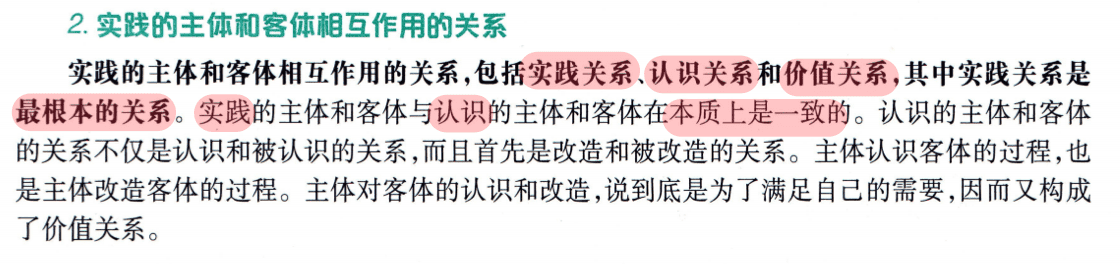 2. 实践的主体和客体相互作用的关系
实践的主体和客体相互作用的关系,包括实践关系、认识关系和价值关系,其中实践关系是
最根本的关系。实践的主体和客体与认识的主体和客体在本质上是一致的。认识的主体和客体
的关系不仅是认识和被认识的关系,而且首先是改造和被改造的关系。主体认识客体的过程,也
是主体改造客体的过程。主体对客体的认识和改造,说到底是为了满足自己的需要,因而又构成
了价值关系。